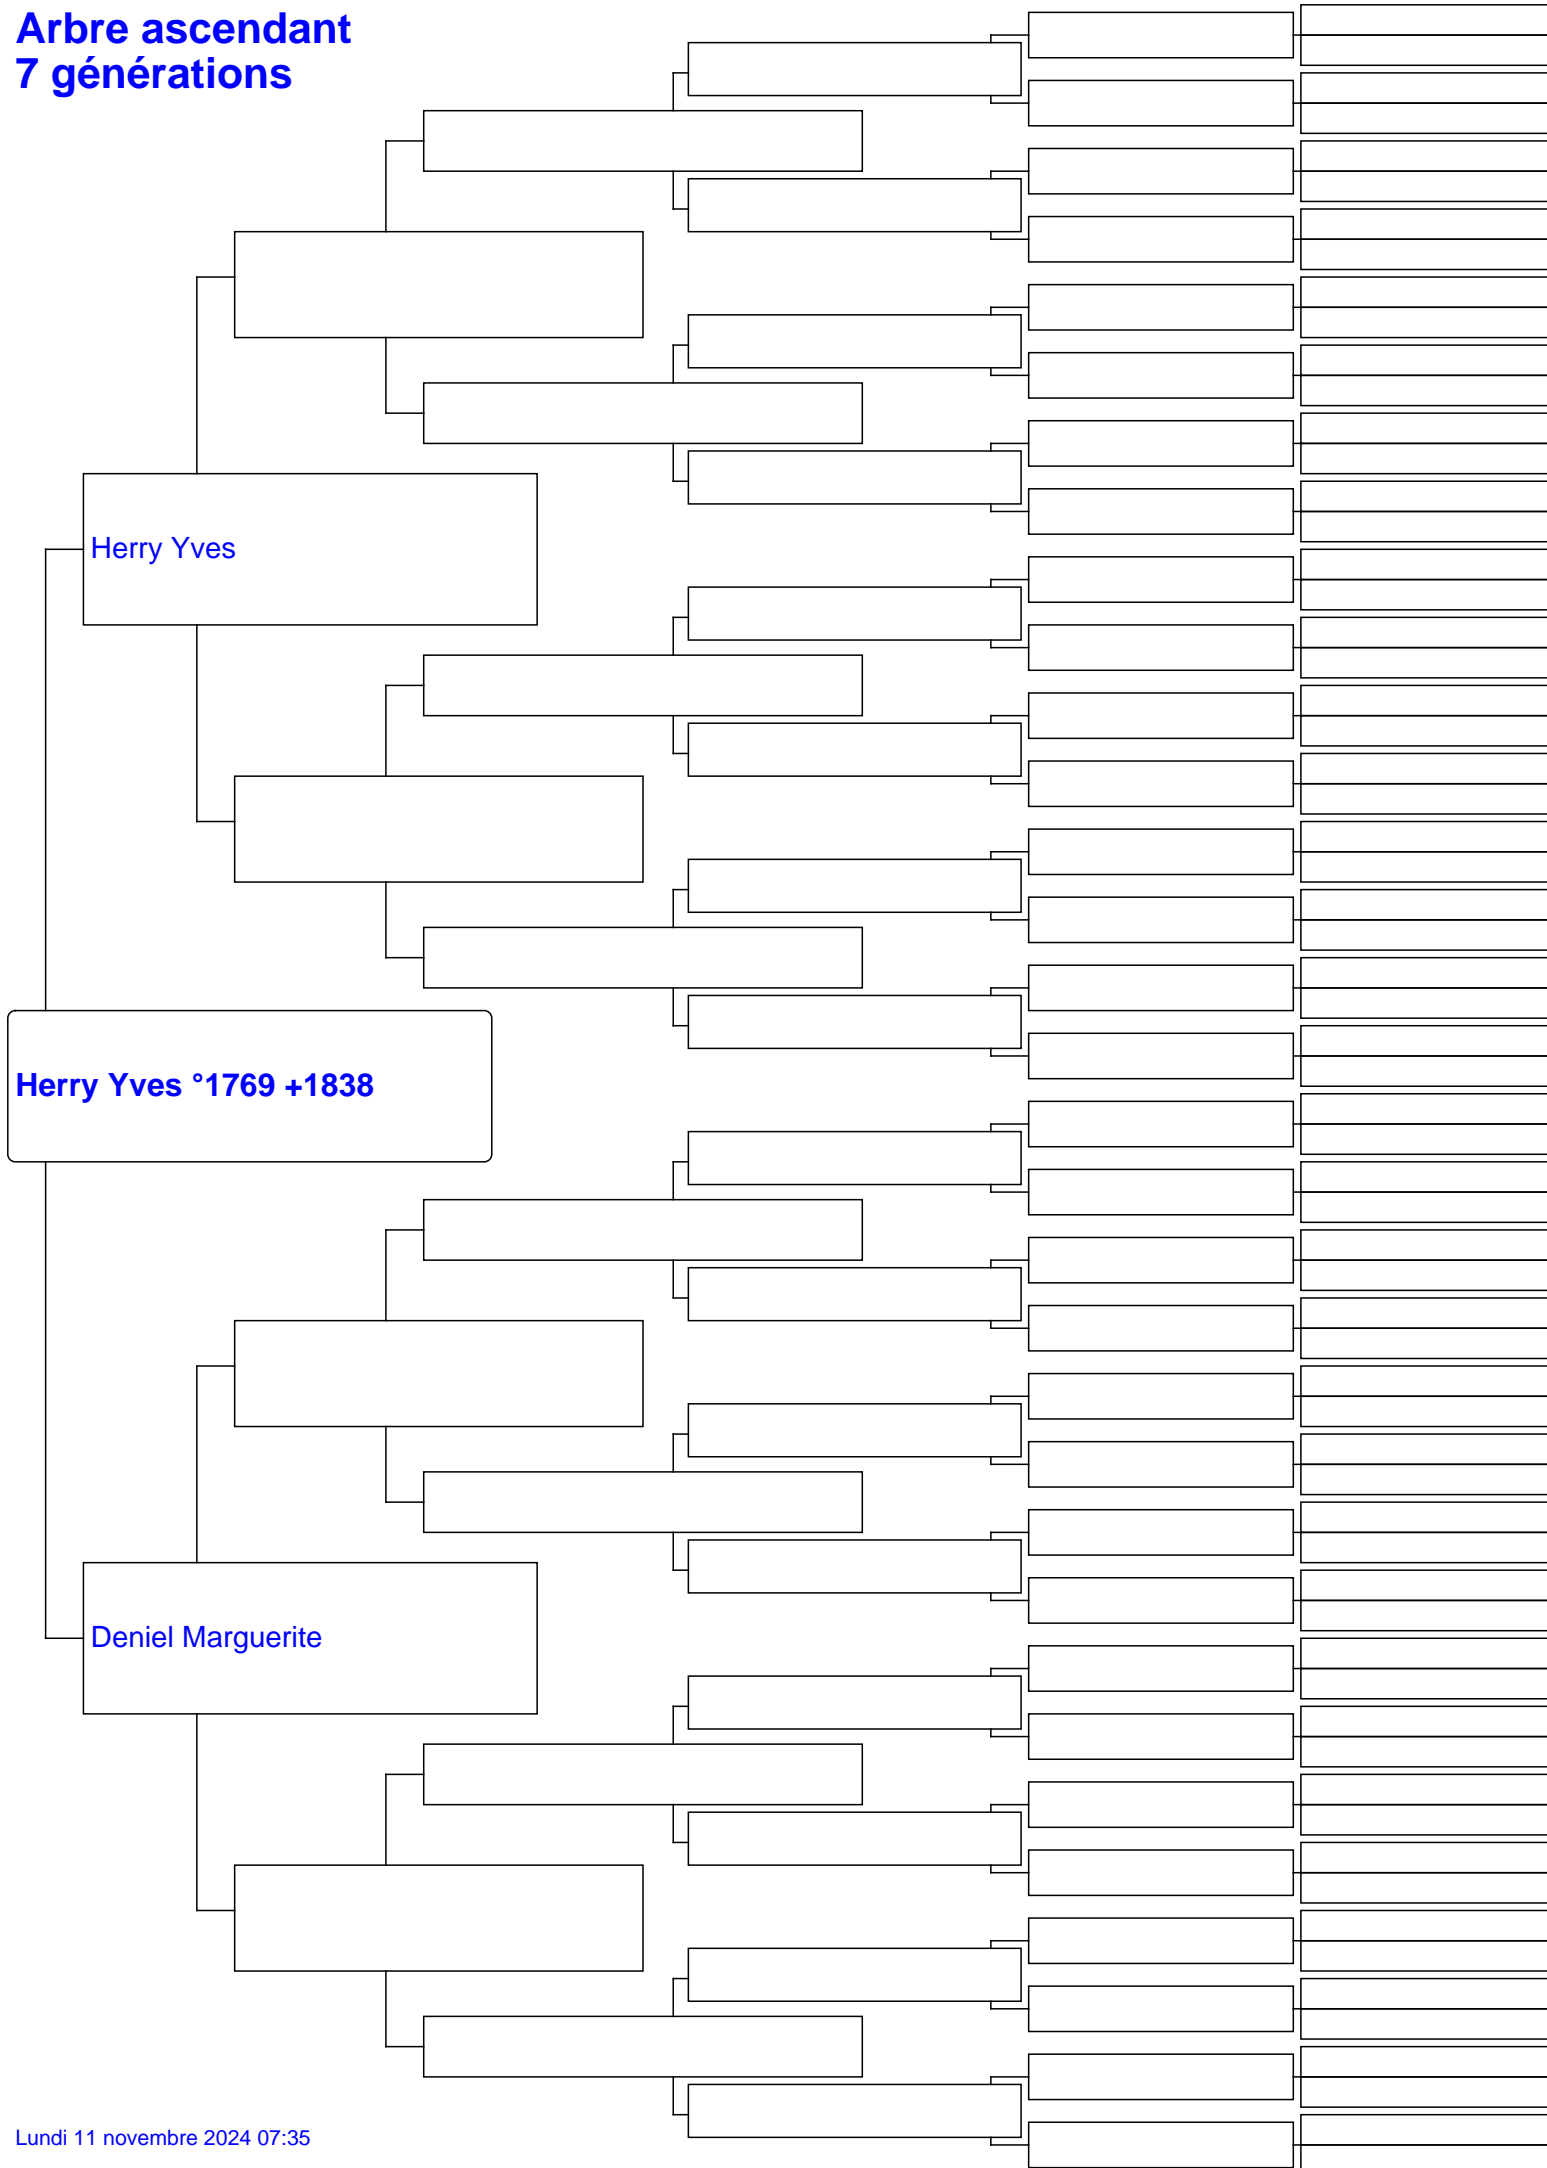 Arbre ascendant
7 générations
Herry Yves
Herry Yves °1769 +1838
Deniel Marguerite
Lundi 11 novembre 2024 07:35